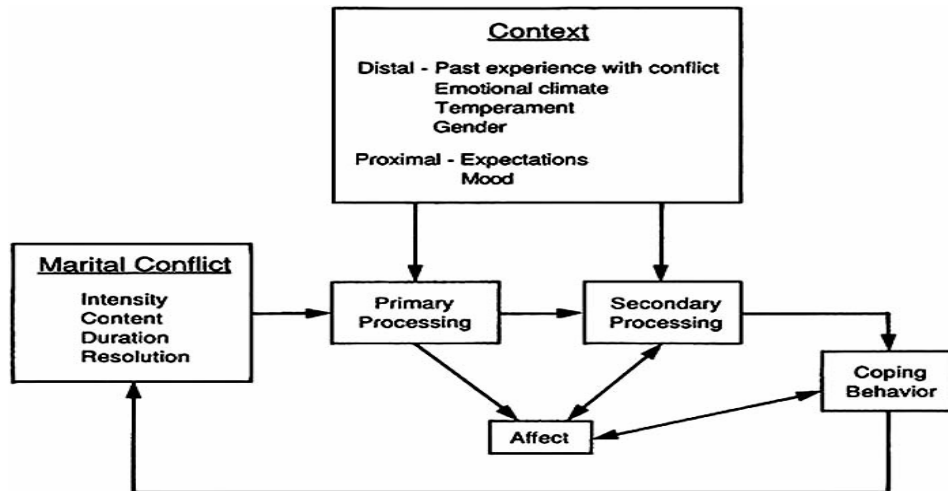 Context
Distal - Past experience with conflict
Emotional climate
Temperament
Gender
Proximal - Expectations
Mood
Marital Conflict
Intensity
Content
Duration
Resolution
Primary
Processing
Secondary
Processing
Coping
Behavior
Affect